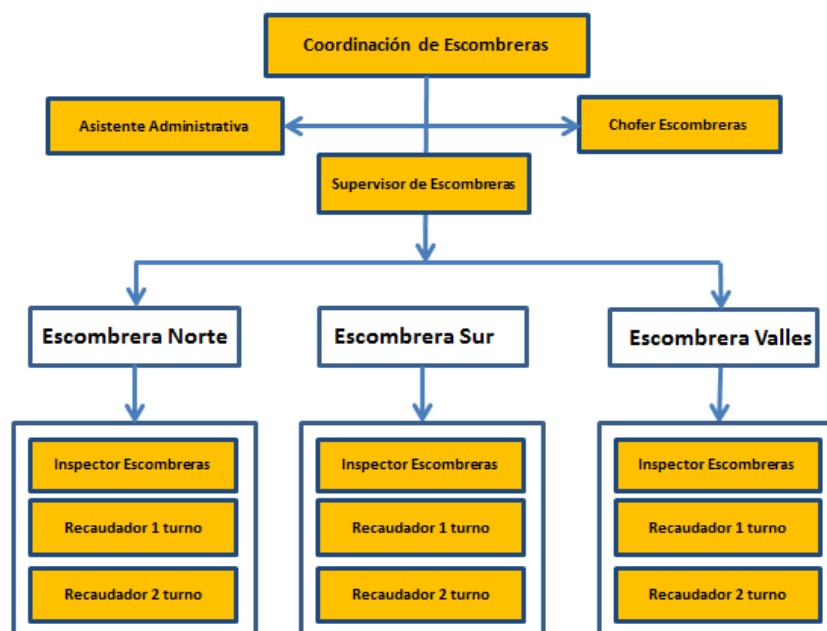 Coordinación de Escombreras
Asistente Administrativa
Chofer Escombreras
Supervisor de Escombreras
Escombrera Norte
Escombrera Sur
Escombrera Valles
Inspector Escombreras
Inspector Escombreras
Inspector Escombreras
Recaudador 1 turno
Recaudador 1 turno
Recaudador 1 turno
Recaudador 2 turno
Recaudador 2 turno
Recaudador 2 turno